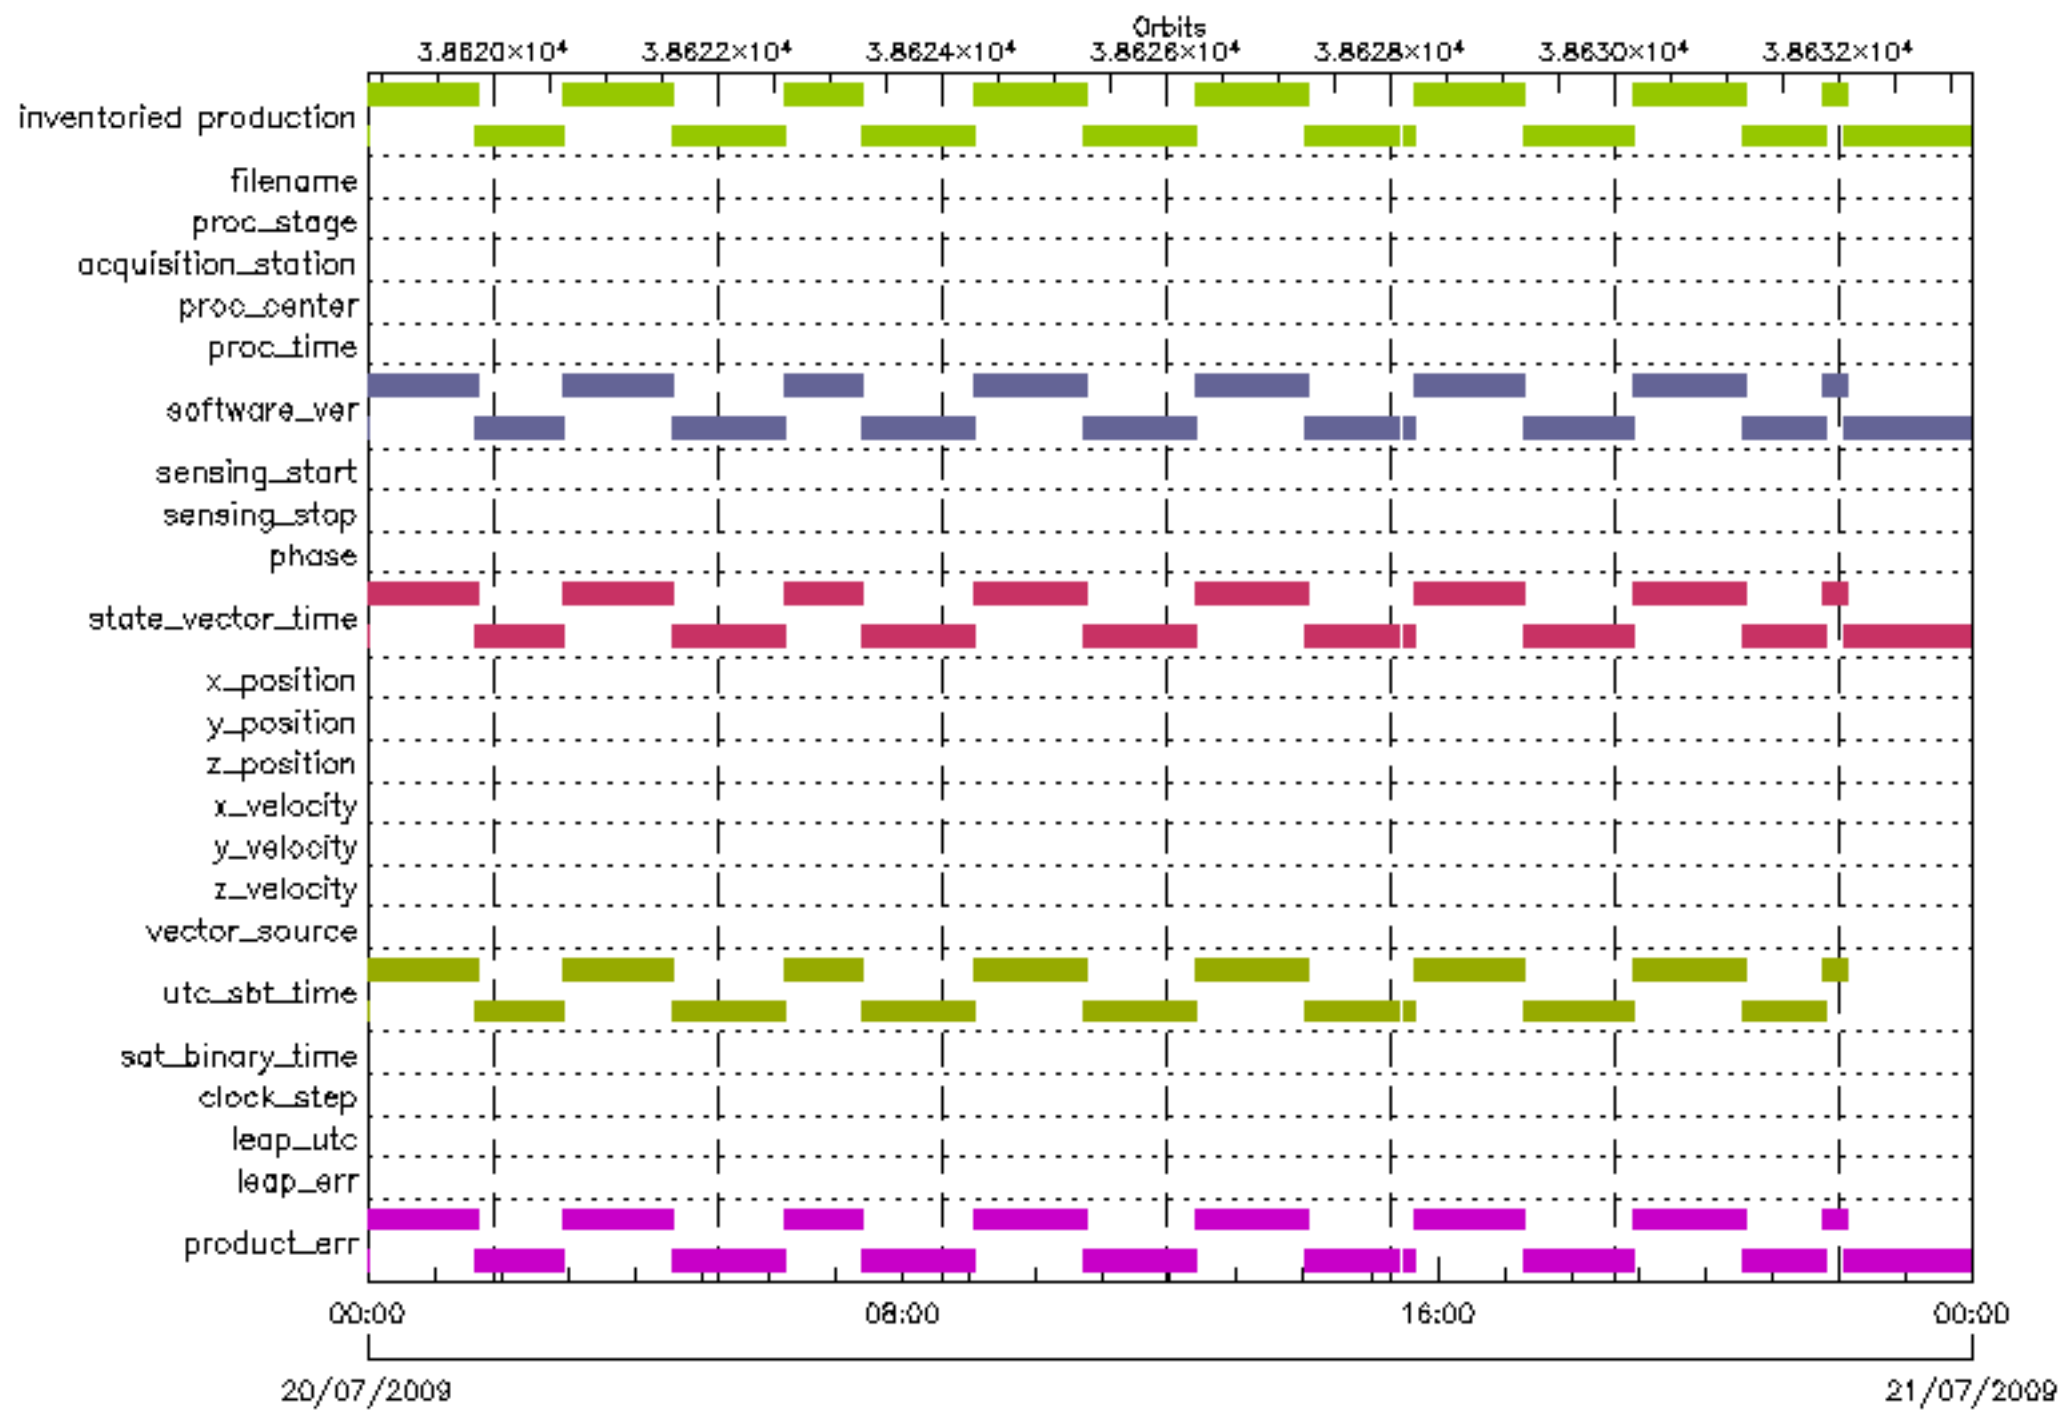 Orbits
3.8620×10⁴ 3.8622×10⁴ 3.8624×10⁴ 3.8626×10⁴ 3.8628×10⁴ 3.8630×10⁴ 3.8632×10⁴
inventoried production
filename
proc_stage
acquisition_station
proc_center
proc_time
software_ver
sensing_start
sensing_stop
phase
state_vector_time
x_position
y_position
z_position
x_velocity
y_velocity
z_velocity
vector_source
utc_sbt_time
sat_binary_time
clock_step
leap_utc
leap_err
product_err
00:00 08:00 16:00 00:00
20/07/2009 21/07/2009